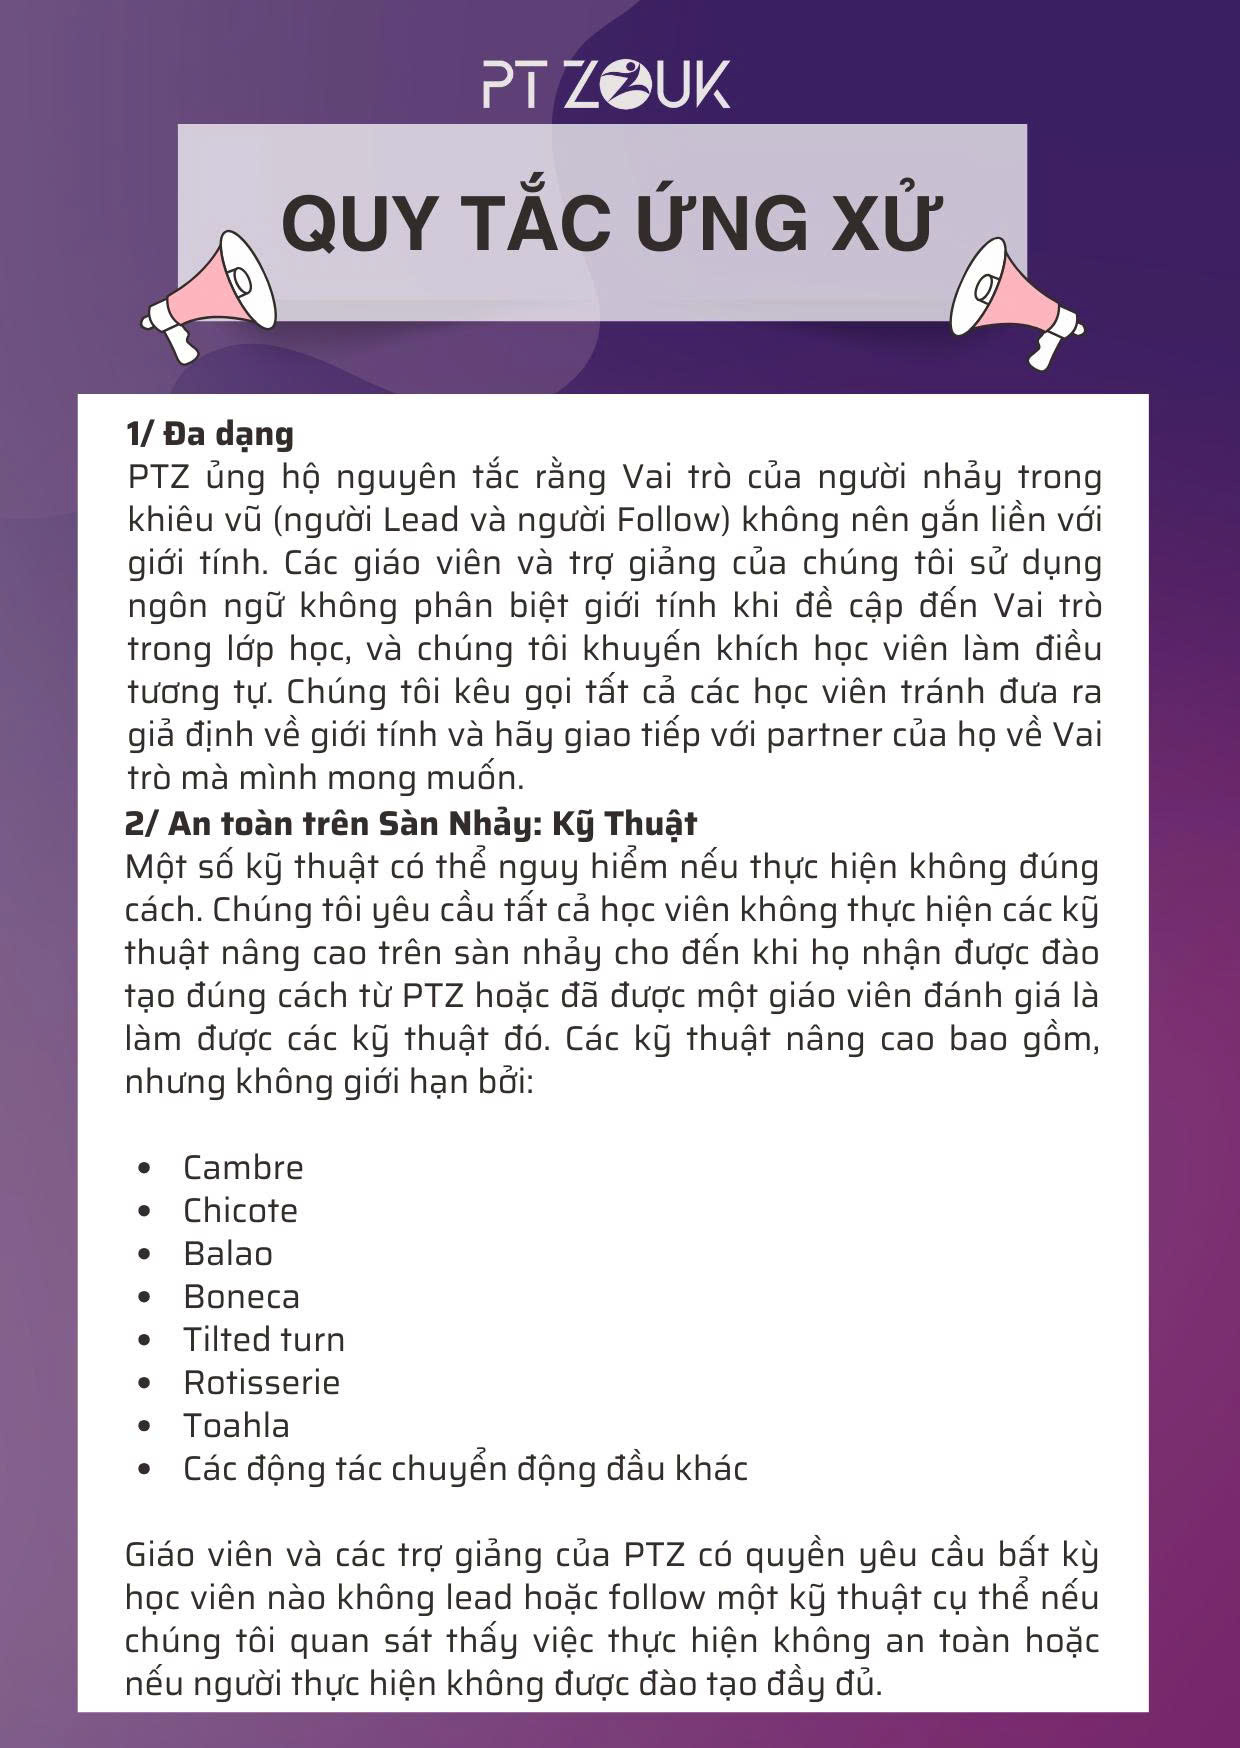 PT ZOUK
QUY TẮC ỨNG XỬ
1/ Đa dạng
PTZ ủng hộ nguyên tắc rằng Vai trò của người nhảy trong
khiêu vũ (người Lead và người Follow) không nên gắn liền với
giới tính. Các giáo viên và trợ giảng của chúng tôi sử dụng
ngôn ngữ không phân biệt giới tính khi đề cập đến Vai trò
trong lớp học, và chúng tôi khuyến khích học viên làm điều
tương tự. Chúng tôi kêu gọi tất cả các học viên tránh đưa ra
giả định về giới tính và hãy giao tiếp với partner của họ về Vai
trò mà mình mong muốn.
2/ An toàn trên Sàn Nhảy: Kỹ Thuật
Một số kỹ thuật có thể nguy hiểm nếu thực hiện không đúng
cách. Chúng tôi yêu cầu tất cả học viên không thực hiện các kỹ
thuật nâng cao trên sàn nhảy cho đến khi họ nhận được đào
tạo đúng cách từ PTZ hoặc đã được một giáo viên đánh giá là
làm được các kỹ thuật đó. Các kỹ thuật nâng cao bao gồm,
nhưng không giới hạn bởi:
• Cambre
• Chicote
• Balao
• Boneca
• Tilted turn
• Rotisserie
• Toahla
• Các động tác chuyển động đầu khác
Giáo viên và các trợ giảng của PTZ có quyền yêu cầu bất kỳ
học viên nào không lead hoặc follow một kỹ thuật cụ thể nếu
chúng tôi quan sát thấy việc thực hiện không an toàn hoặc
nếu người thực hiện không được đào tạo đầy đủ.